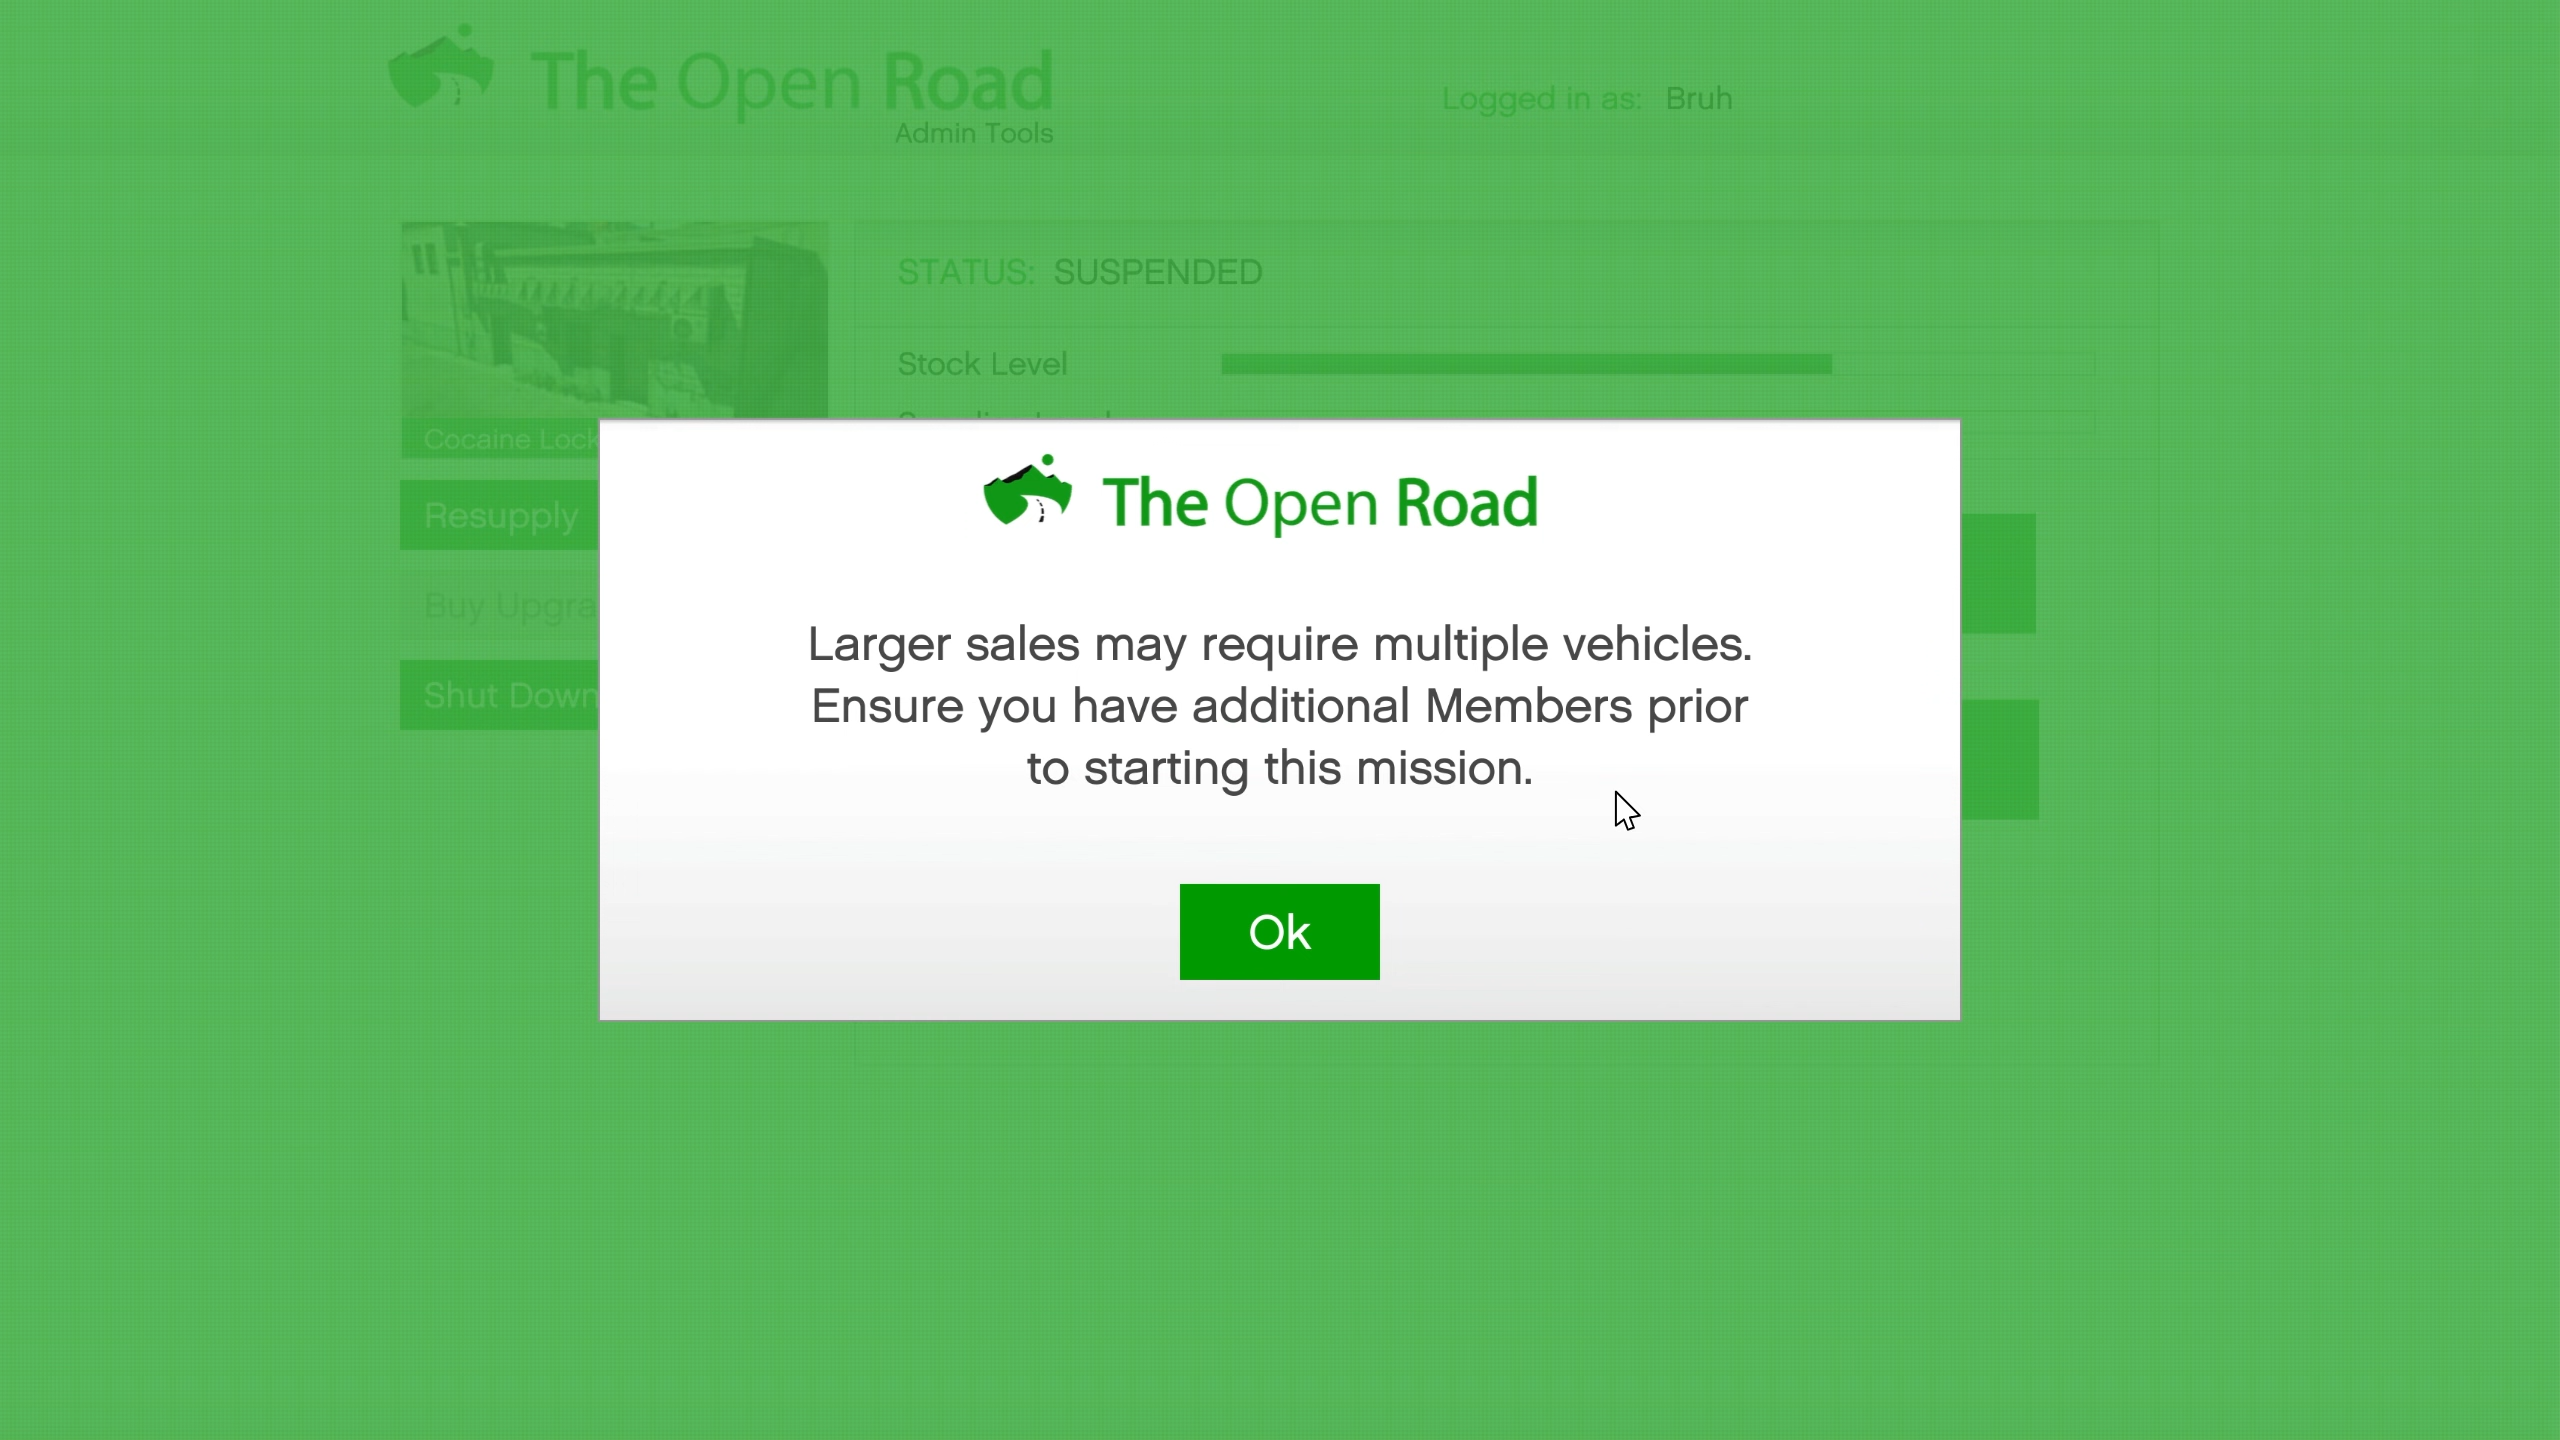 The Open Road
Admin Tools
Logged in as: Bruh
STATUS: SUSPENDED
Stock Level
Cocaine Lock
Resupply
Buy Upgra
Shut Down
The Open Road
Larger sales may require multiple vehicles.
Ensure you have additional Members prior
to starting this mission.
Ok